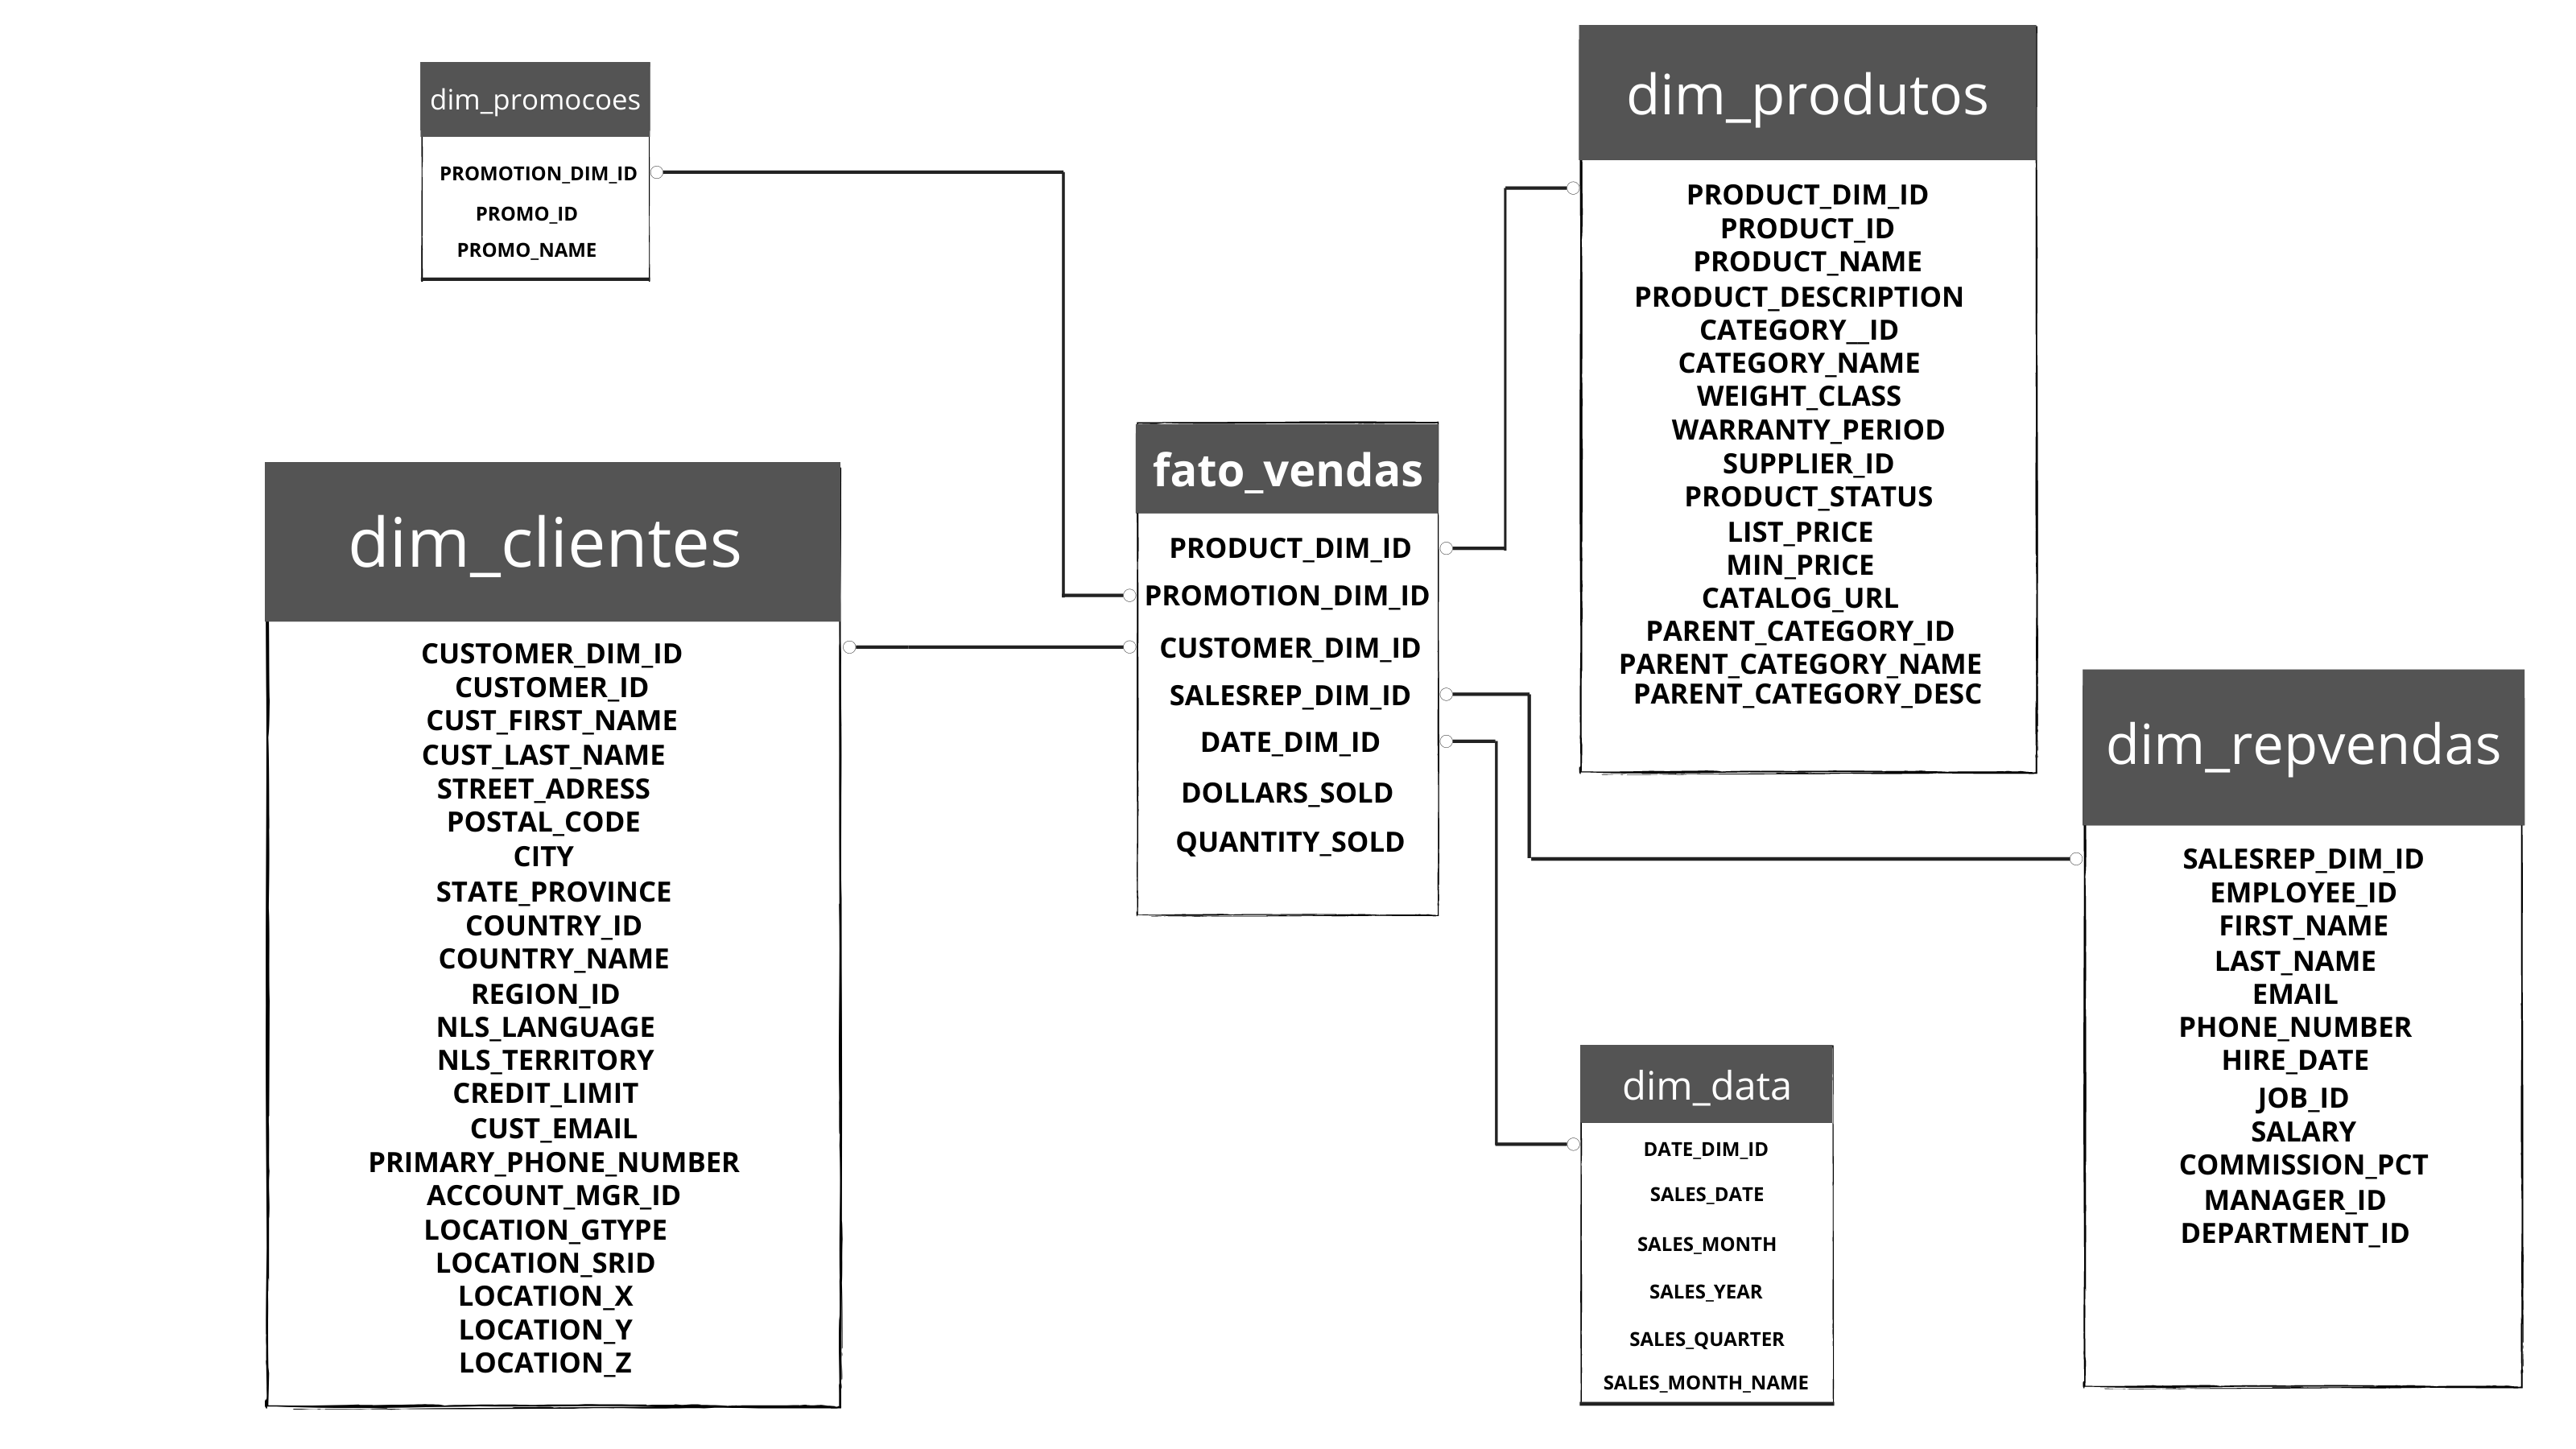 dim_promocoes
PROMOTION_DIM_ID
PROMO_ID
PROMO_NAME
dim_produtos
PRODUCT_DIM_ID
PRODUCT_ID
PRODUCT_NAME
PRODUCT_DESCRIPTION
CATEGORY__ID
CATEGORY_NAME
WEIGHT_CLASS
WARRANTY_PERIOD
SUPPLIER_ID
PRODUCT_STATUS
LIST_PRICE
MIN_PRICE
CATALOG_URL
PARENT_CATEGORY_ID
PARENT_CATEGORY_NAME
PARENT_CATEGORY_DESC
dim_clientes
CUSTOMER_DIM_ID
CUSTOMER_ID
CUST_FIRST_NAME
CUST_LAST_NAME
STREET_ADRESS
POSTAL_CODE
CITY
STATE_PROVINCE
COUNTRY_ID
COUNTRY_NAME
REGION_ID
NLS_LANGUAGE
NLS_TERRITORY
CREDIT_LIMIT
CUST_EMAIL
PRIMARY_PHONE_NUMBER
ACCOUNT_MGR_ID
LOCATION_GTYPE
LOCATION_SRID
LOCATION_X
LOCATION_Y
LOCATION_Z
fato_vendas
PRODUCT_DIM_ID
PROMOTION_DIM_ID
CUSTOMER_DIM_ID
SALESREP_DIM_ID
DATE_DIM_ID
DOLLARS_SOLD
QUANTITY_SOLD
dim_repvendas
SALESREP_DIM_ID
EMPLOYEE_ID
FIRST_NAME
LAST_NAME
EMAIL
PHONE_NUMBER
HIRE_DATE
JOB_ID
SALARY
COMMISSION_PCT
MANAGER_ID
DEPARTMENT_ID
dim_data
DATE_DIM_ID
SALES_DATE
SALES_MONTH
SALES_YEAR
SALES_QUARTER
SALES_MONTH_NAME